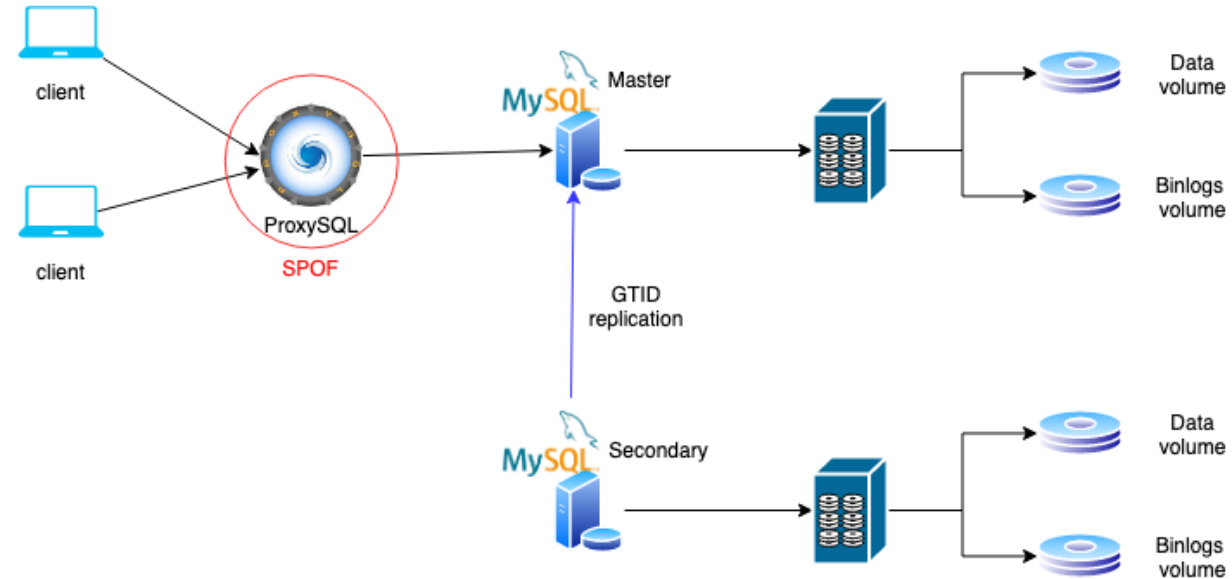 client
client
ProxySQL
SPOF
MySQL
Master
GTID
replication
MySQL
Secondary
Data
volume
Binlogs
volume
Data
volume
Binlogs
volume